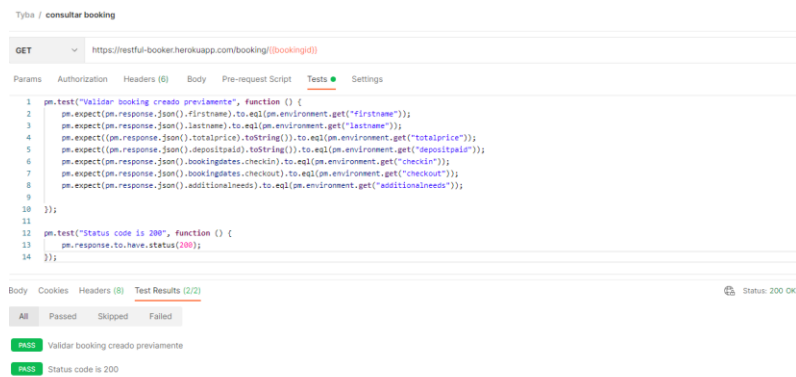 Tyba / consultar booking
GET https://restful-booker.herokuapp.com/booking/{{bookingid}}
Params Authorization Headers (6) Body Pre-request Script Tests Settings
1 pm.test("Validar booking creado previamente", function () {
2 pm.expect(pm.response.json().firstname).to.eql(pm.environment.get("firstname"));
3 pm.expect(pm.response.json().lastname).to.eql(pm.environment.get("lastname"));
4 pm.expect((pm.response.json().totalprice).toString()).to.eql(pm.environment.get("totalprice"));
5 pm.expect((pm.response.json().depositpaid).toString()).to.eql(pm.environment.get("depositpaid"));
6 pm.expect(pm.response.json().bookingdates.checkin).to.eql(pm.environment.get("checkin"));
7 pm.expect(pm.response.json().bookingdates.checkout).to.eql(pm.environment.get("checkout"));
8 pm.expect(pm.response.json().additionalneeds).to.eql(pm.environment.get("additionalneeds"));
9
10 });
11
12 pm.test("Status code is 200", function () {
13 pm.response.to.have.status(200);
14 });
Body Cookies Headers (8) Test Results (2/2) Status: 200 OK
All Passed Skipped Failed
PASS Validar booking creado previamente
PASS Status code is 200